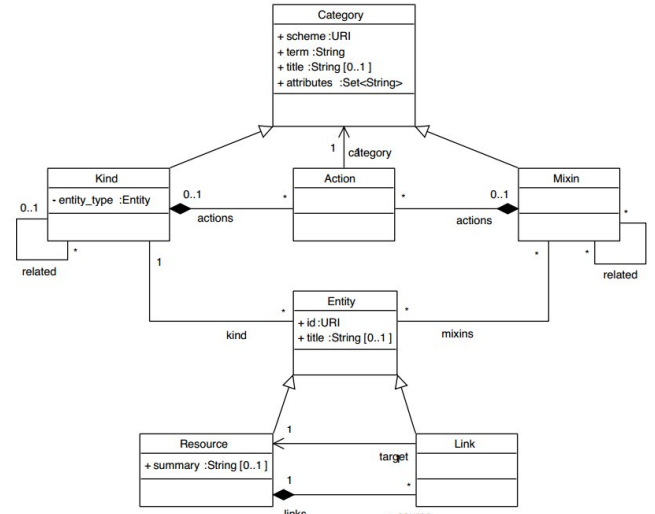 Category
+ scheme :URI
+ term :String
+ title :String [0..1 ]
+ attributes :Set<String>
1
category
Kind
- entity_type :Entity
Action
Mixin
0..1
*
*
0..1
actions
actions
0..1
*
related
*
*
related
1
*
Entity
+ id :URI
+ title :String [0..1 ]
*
*
kind
mixins
Resource
+ summary :String [0..1 ]
Link
1
target
1
*
links